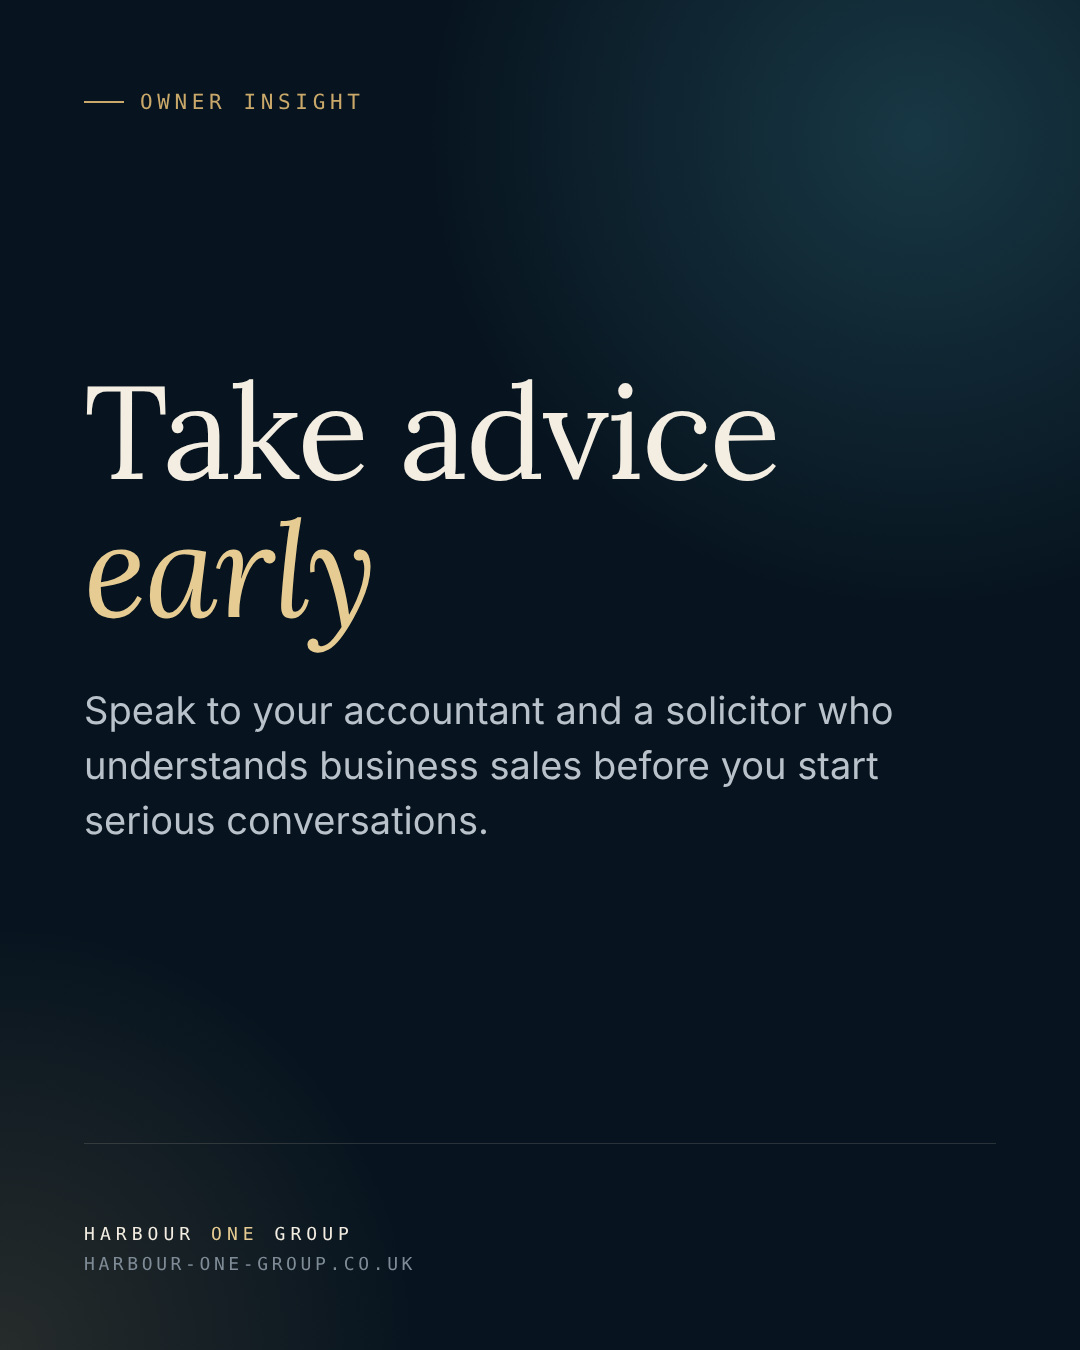 OWNER INSIGHT
Take advice
early
Speak to your accountant and a solicitor who
understands business sales before you start
serious conversations.
HARBOUR ONE GROUP
HARBOUR-ONE-GROUP.CO.UK